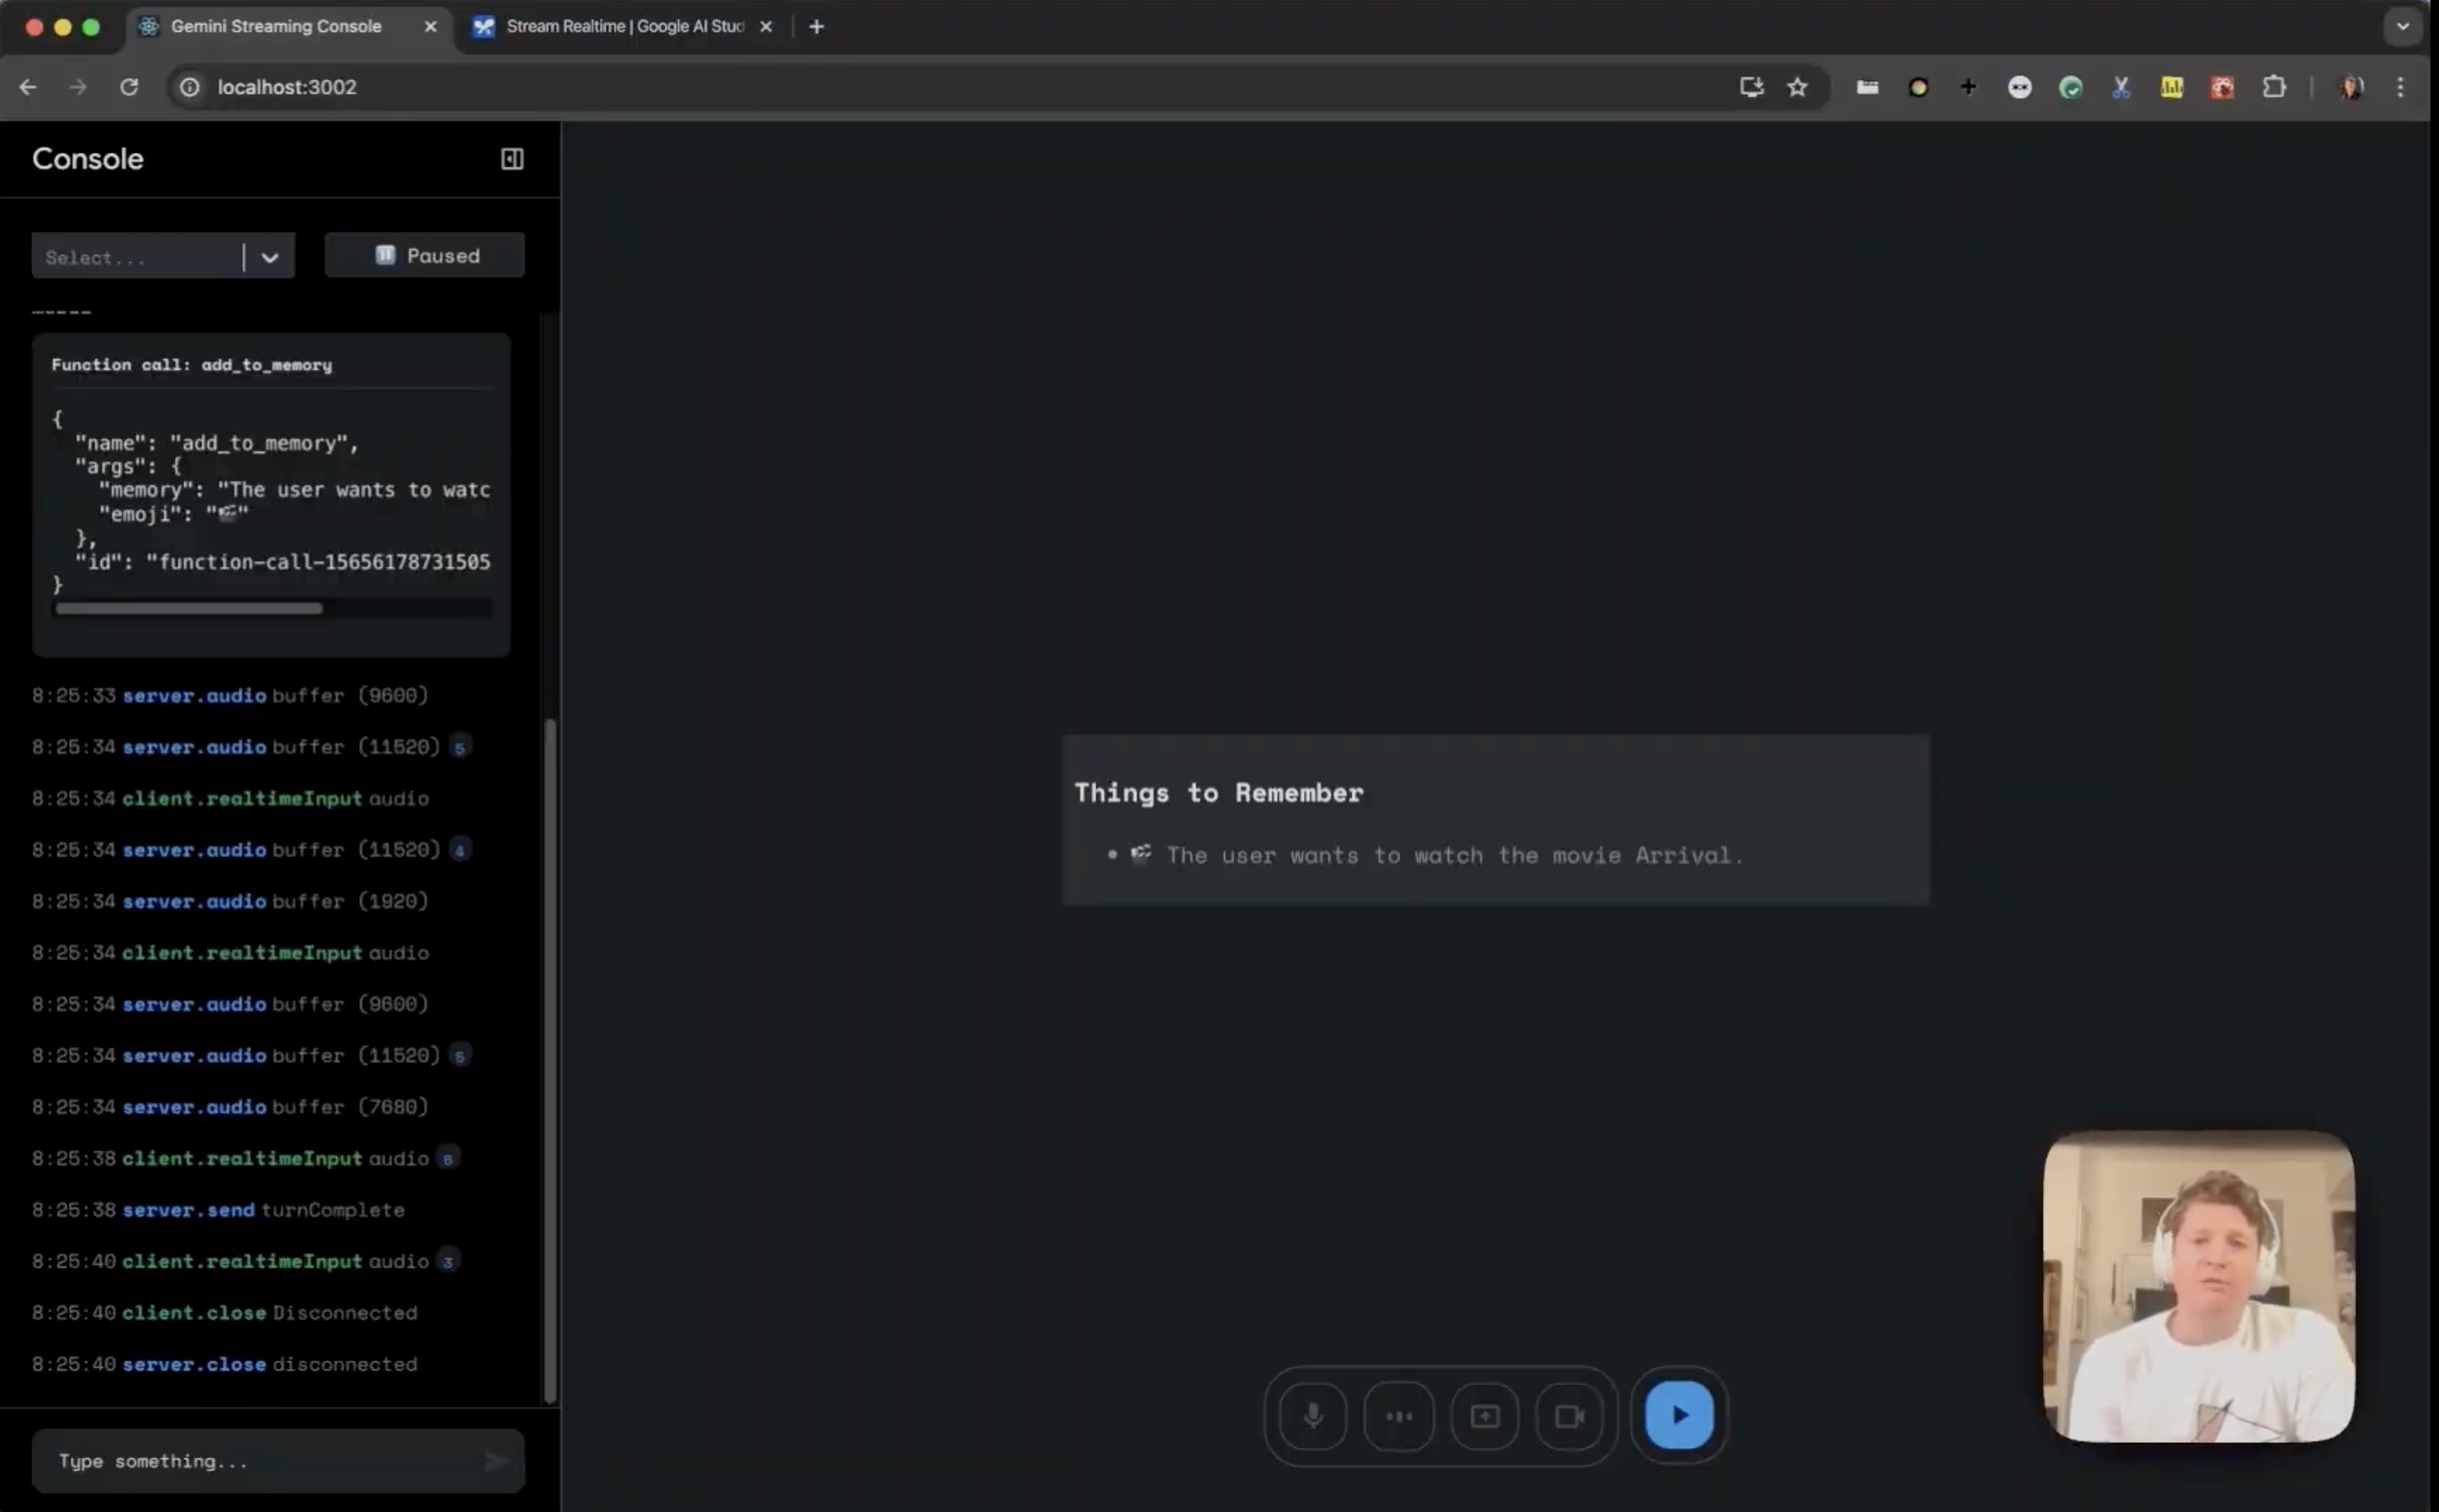 Gemini Streaming Console
Stream Realtime | Google AI Stud
localhost:3002
Console
Select...
Paused
Function call: add_to_memory
{
"name": "add_to_memory",
"args": {
"memory": "The user wants to watc
"emoji": "🎬"
},
"id": "function-call-15656178731505
}
8:25:33 server.audio buffer (9600)
8:25:34 server.audio buffer (11520) 5
8:25:34 client.realtimeInput audio
8:25:34 server.audio buffer (11520) 4
8:25:34 server.audio buffer (1920)
8:25:34 client.realtimeInput audio
8:25:34 server.audio buffer (9600)
8:25:34 server.audio buffer (11520) 5
8:25:34 server.audio buffer (7680)
8:25:38 client.realtimeInput audio 6
8:25:38 server.send turnComplete
8:25:40 client.realtimeInput audio 3
8:25:40 client.close Disconnected
8:25:40 server.close disconnected
Type something...
Things to Remember
• 🎬 The user wants to watch the movie Arrival.